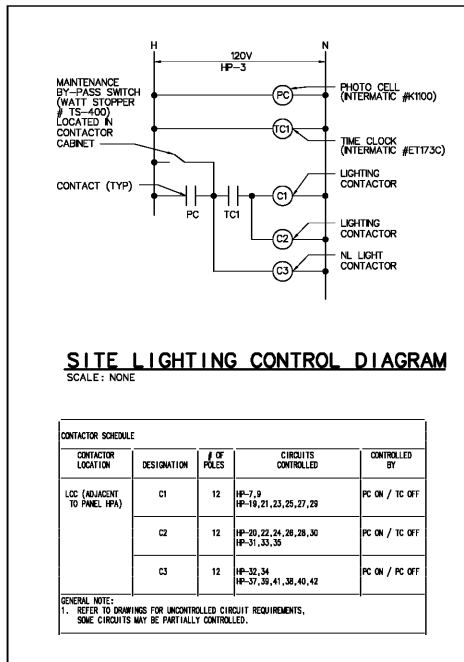 H
N
120V
HP-3
MAINTENANCE
BY-PASS SWITCH
(WATT STOPPER
# TS-400)
LOCATED IN
CONTACTOR
CABINET
PC
PHOTO CELL
(INTERMATIC #K1100)
TC1
TIME CLOCK
(INTERMATIC #ET173C)
CONTACT (TYP)
PC
TC1
C1
LIGHTING
CONTACTOR
C2
LIGHTING
CONTACTOR
C3
NL LIGHT
CONTACTOR
SITE LIGHTING CONTROL DIAGRAM
SCALE: NONE
CONTACTOR SCHEDULE
CONTACTOR LOCATION DESIGNATION # OF POLES CIRCUITS CONTROLLED CONTROLLED BY
LCC (ADJACENT TO PANEL HPA) C1 12 HP-7,9 PC ON / TC OFF
HP-19,21,23,25,27,29
C2 12 HP-20,22,24,26,28,30 PC ON / TC OFF
HP-31,33,35
C3 12 HP-32,34 PC ON / PC OFF
HP-37,39,41,38,40,42
GENERAL NOTE:
1. REFER TO DRAWINGS FOR UNCONTROLLED CIRCUIT REQUIREMENTS,
SOME CIRCUITS MAY BE PARTIALLY CONTROLLED.